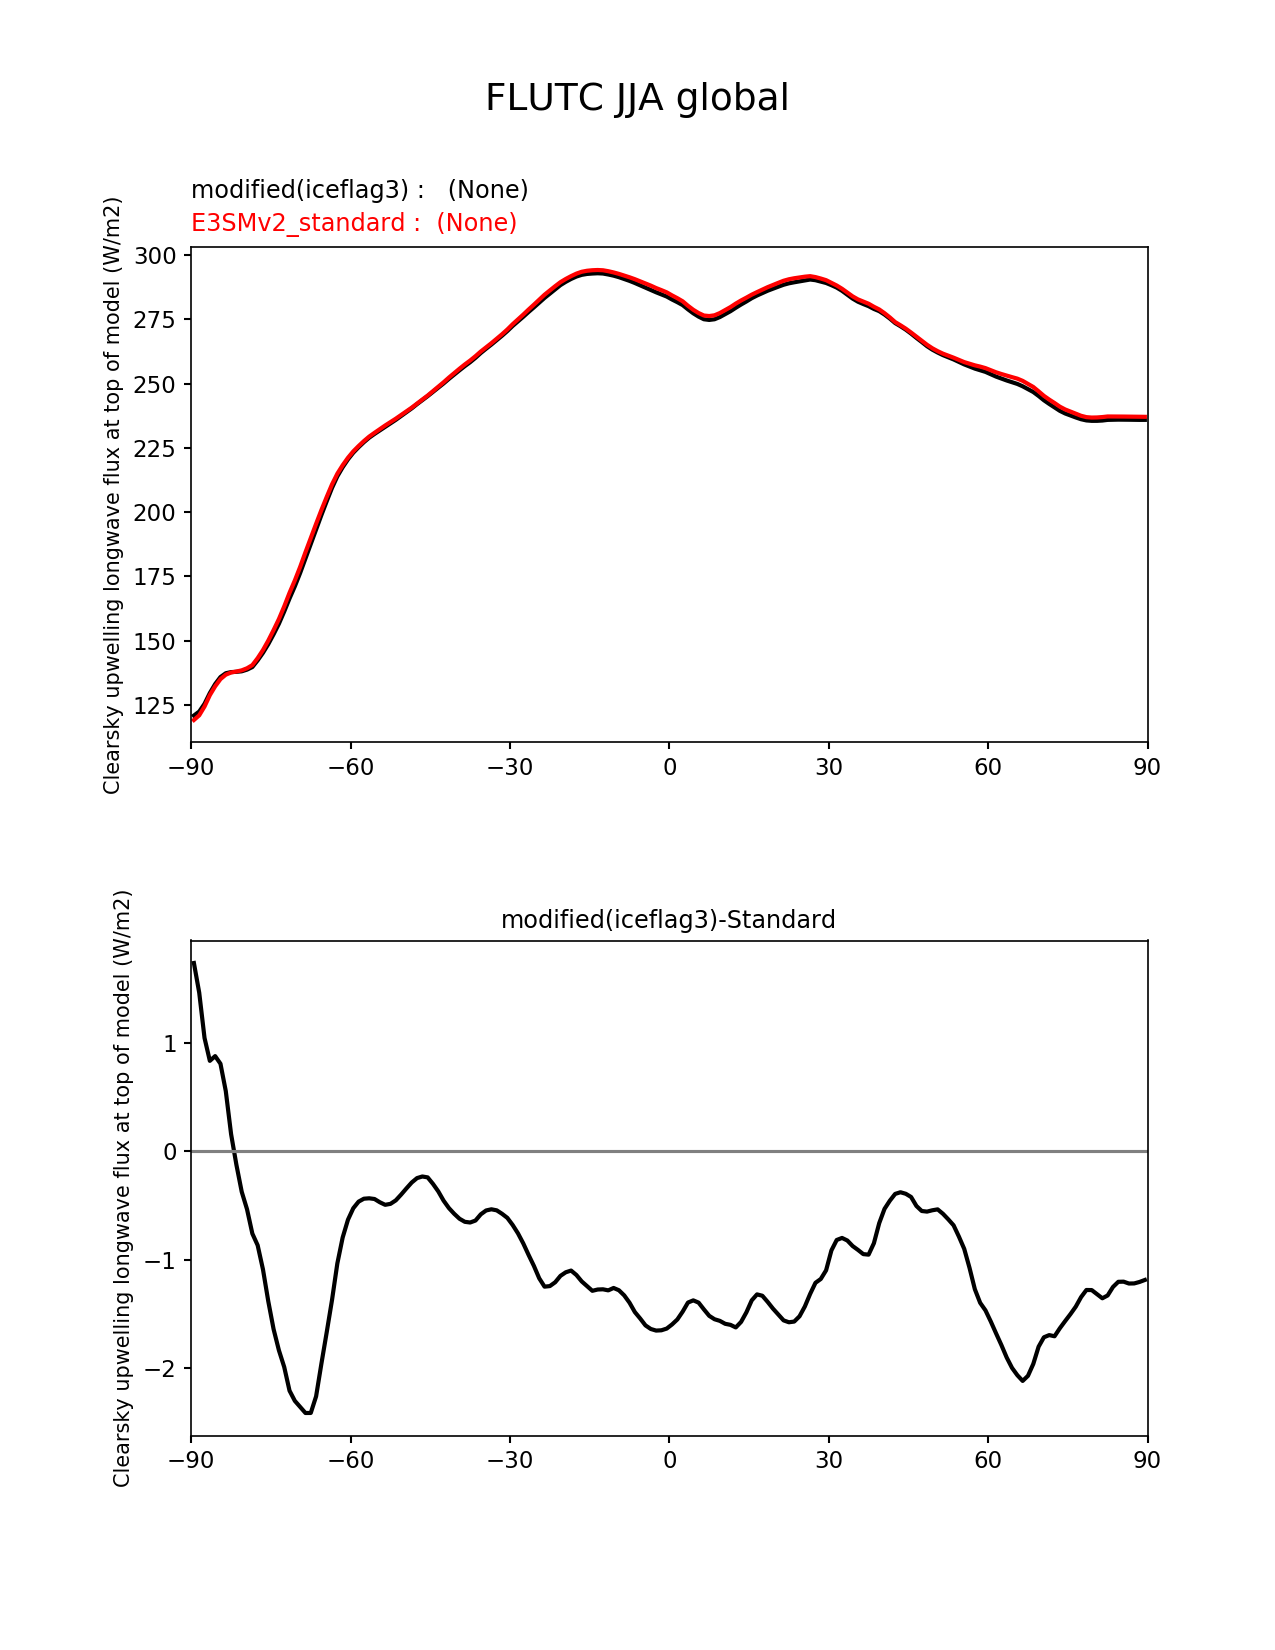 FLUTC JJA global
modified(iceflag3) :   (None)
E3SMv2_standard :  (None)
Clearsky upwelling longwave flux at top of model (W/m2)
300
275
250
225
200
175
150
125
−90 −60 −30 0 30 60 90
modified(iceflag3)-Standard
Clearsky upwelling longwave flux at top of model (W/m2)
1
0
−1
−2
−90 −60 −30 0 30 60 90